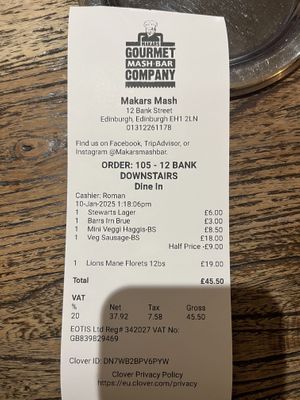 MAKARS
GOURMET
MASH BAR
COMPANY
Makars Mash
12 Bank Street
Edinburgh, Edinburgh EH1 2LN
01312261178
Find us on Facebook, TripAdvisor, or
Instagram @Makarsmashbar.
ORDER: 105 - 12 BANK
DOWNSTAIRS
Dine In
Cashier: Roman
10-Jan-2025 1:18:06pm
1 Stewarts Lager £6.00
1 Barrs Irn Brue £3.00
1 Mini Veggi Haggis-BS £8.50
1 Veg Sausage-BS £18.00
Half Price -£9.00
1 Lions Mane Florets 12bs £19.00
Total £45.50
VAT
% Net Tax Gross
20 37.92 7.58 45.50
EOTIS Ltd Reg# 342027 VAT No:
GB839829469
Clover ID: DN7WB2BPV6PYW
Clover Privacy Policy
https://eu.clover.com/privacy